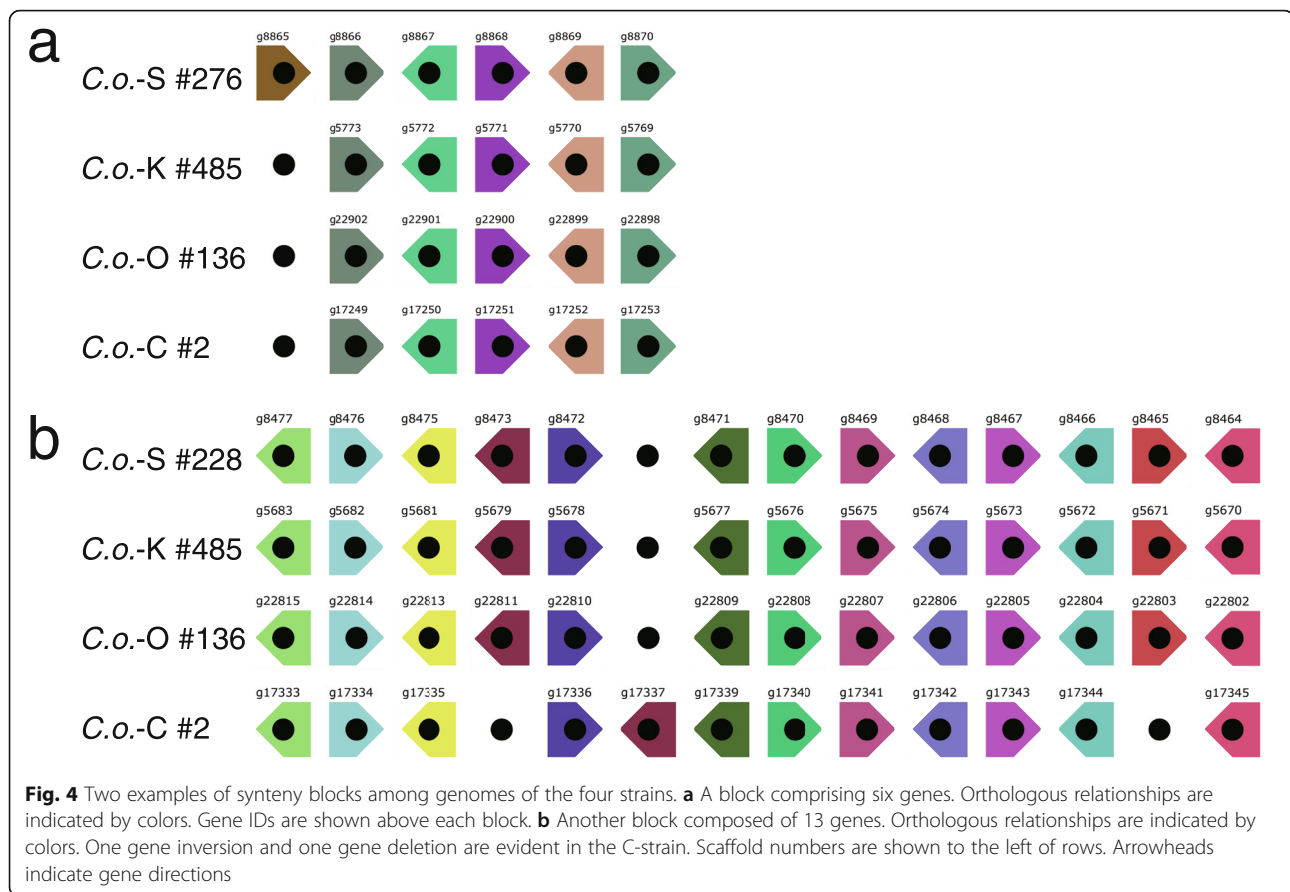 a
g8865 g8866 g8867 g8868 g8869 g8870
C.o.-S #276
g5773 g5772 g5771 g5770 g5769
C.o.-K #485
g22902 g22901 g22900 g22899 g22898
C.o.-O #136
g17249 g17250 g17251 g17252 g17253
C.o.-C #2
b
g8477 g8476 g8475 g8473 g8472 g8471 g8470 g8469 g8468 g8467 g8466 g8465 g8464
C.o.-S #228
g5683 g5682 g5681 g5679 g5678 g5677 g5676 g5675 g5674 g5673 g5672 g5671 g5670
C.o.-K #485
g22815 g22814 g22813 g22811 g22810 g22809 g22808 g22807 g22806 g22805 g22804 g22803 g22802
C.o.-O #136
g17333 g17334 g17335 g17336 g17337 g17339 g17340 g17341 g17342 g17343 g17344 g17345
C.o.-C #2
Fig. 4 Two examples of synteny blocks among genomes of the four strains. a A block comprising six genes. Orthologous relationships are
indicated by colors. Gene IDs are shown above each block. b Another block composed of 13 genes. Orthologous relationships are indicated by
colors. One gene inversion and one gene deletion are evident in the C-strain. Scaffold numbers are shown to the left of rows. Arrowheads
indicate gene directions